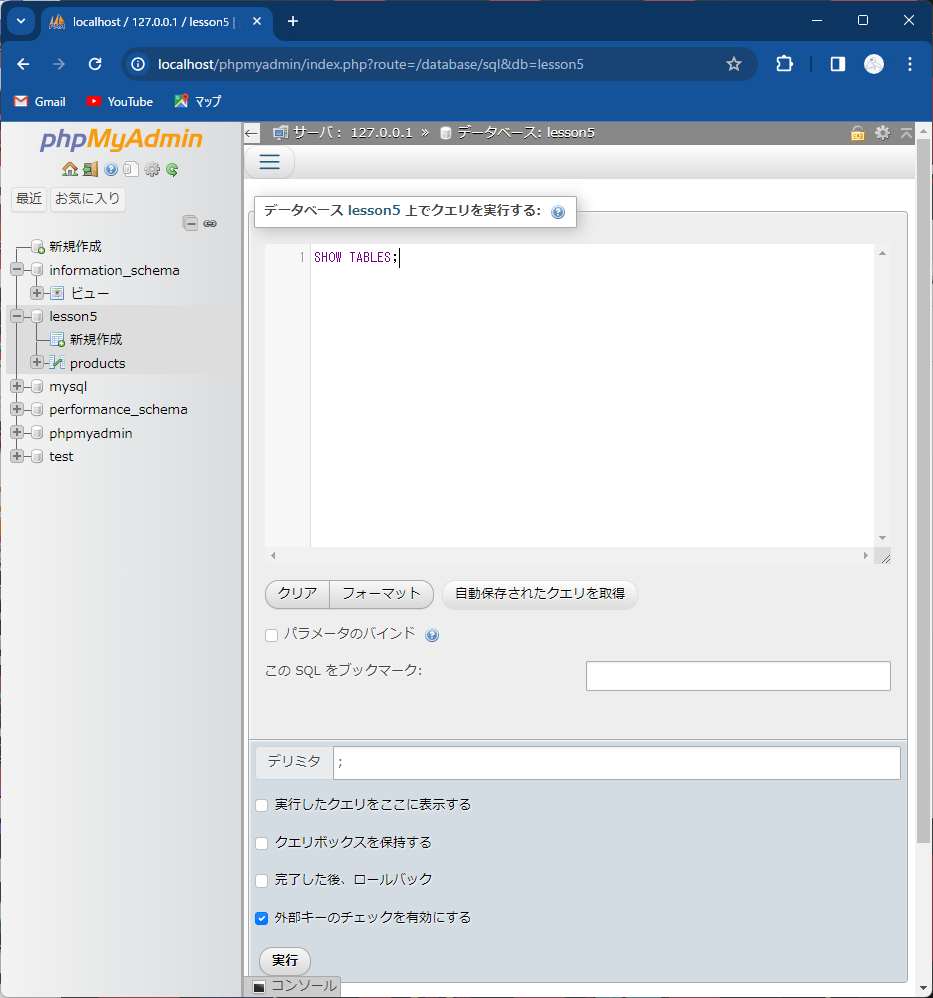 localhost / 127.0.0.1 / lesson5 |
localhost/phpmyadmin/index.php?route=/database/sql&db=lesson5
Gmail YouTube マップ
phpMyAdmin
最近 お気に入り
新規作成
information_schema
ビュー
lesson5
新規作成
products
mysql
performance_schema
phpmyadmin
test
サーバ: 127.0.0.1 » データベース: lesson5
データベース lesson5 上でクエリを実行する:
1 SHOW TABLES;
クリア フォーマット 自動保存されたクエリを取得
パラメータのバインド
この SQL をブックマーク:
デリミタ ;
実行したクエリをここに表示する
クエリボックスを保持する
完了した後、ロールバック
外部キーのチェックを有効にする
実行
コンソール